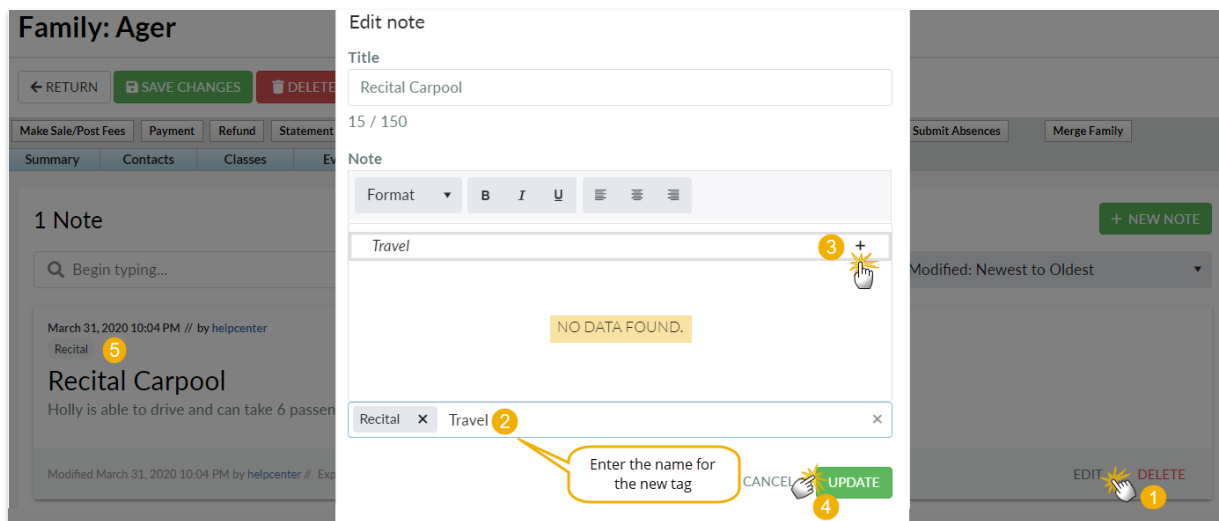 Family: Ager
RETURN
SAVE CHANGES
DELETE
Make Sale/Post Fees
Payment
Refund
Statement
Submit Absences
Merge Family
Summary
Contacts
Classes
1 Note
+ NEW NOTE
Begin typing...
Modified: Newest to Oldest
March 31, 2020 10:04 PM // by helpcenter
Recital
5
Recital Carpool
Holly is able to drive and can take 6 passen
Modified March 31, 2020 10:04 PM by helpcenter // Exp
EDIT
DELETE
1
Edit note
Title
Recital Carpool
15 / 150
Note
Format
B
I
U
Travel
3
+
NO DATA FOUND.
Recital ×
Travel
2
×
Enter the name for
the new tag
CANCEL
UPDATE
4